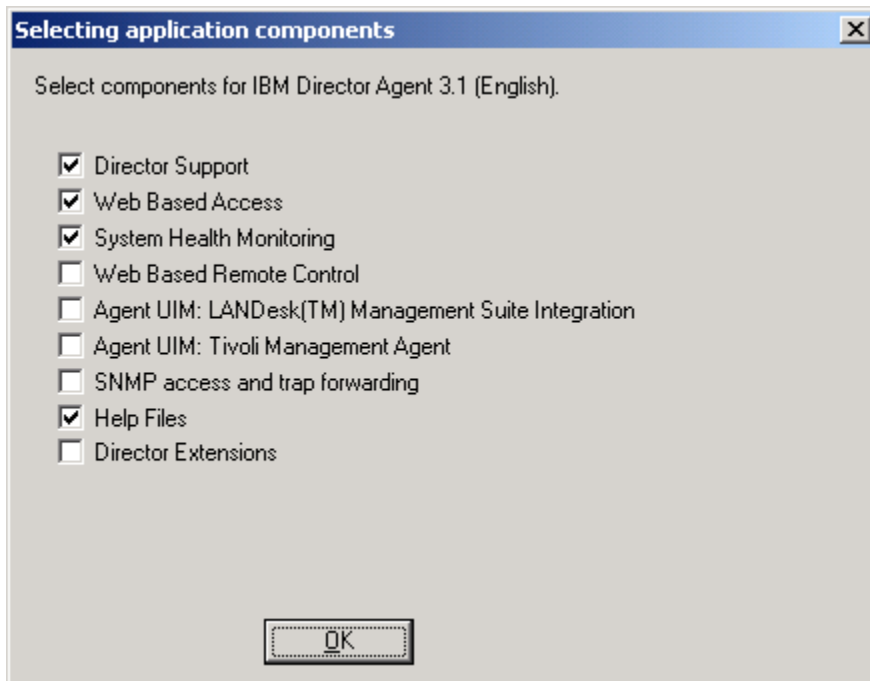 Selecting application components
Select components for IBM Director Agent 3.1 (English).
Director Support
Web Based Access
System Health Monitoring
Web Based Remote Control
Agent UIM: LANDesk(TM) Management Suite Integration
Agent UIM: Tivoli Management Agent
SNMP access and trap forwarding
Help Files
Director Extensions
OK